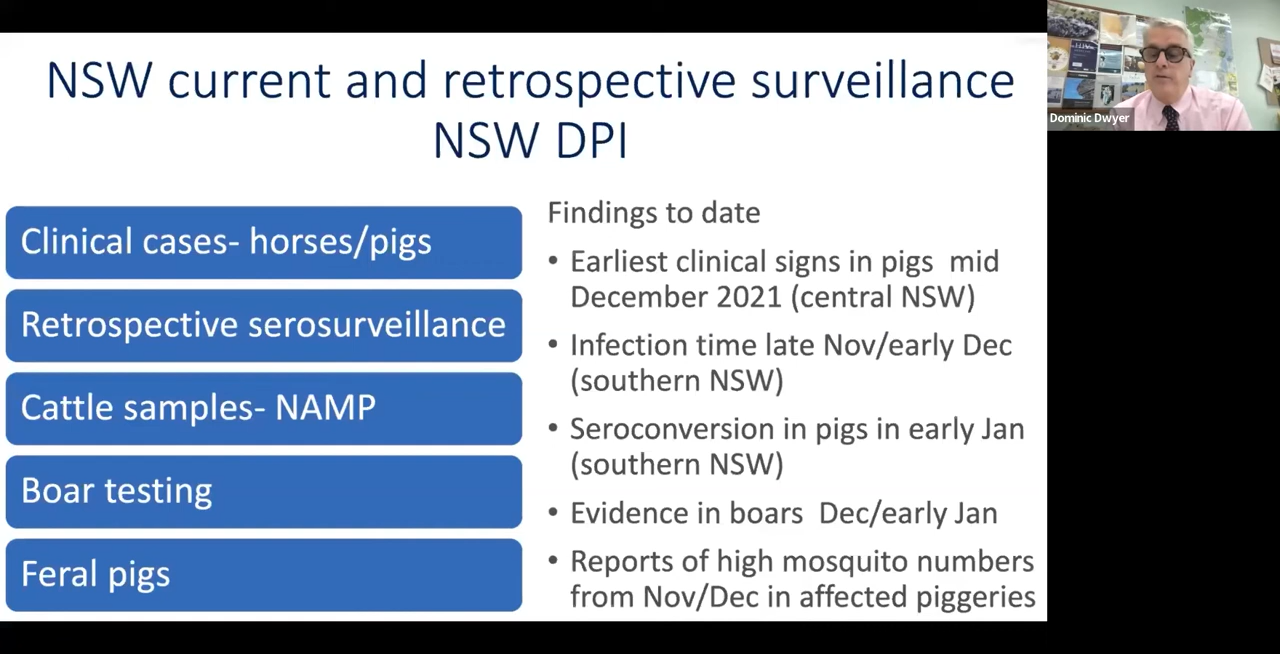 NSW current and retrospective surveillance
NSW DPI
Dominic Dwyer
Clinical cases- horses/pigs
Retrospective serosurveillance
Cattle samples- NAMP
Boar testing
Feral pigs
Findings to date
• Earliest clinical signs in pigs mid
December 2021 (central NSW)
• Infection time late Nov/early Dec
(southern NSW)
• Seroconversion in pigs in early Jan
(southern NSW)
• Evidence in boars Dec/early Jan
• Reports of high mosquito numbers
from Nov/Dec in affected piggeries